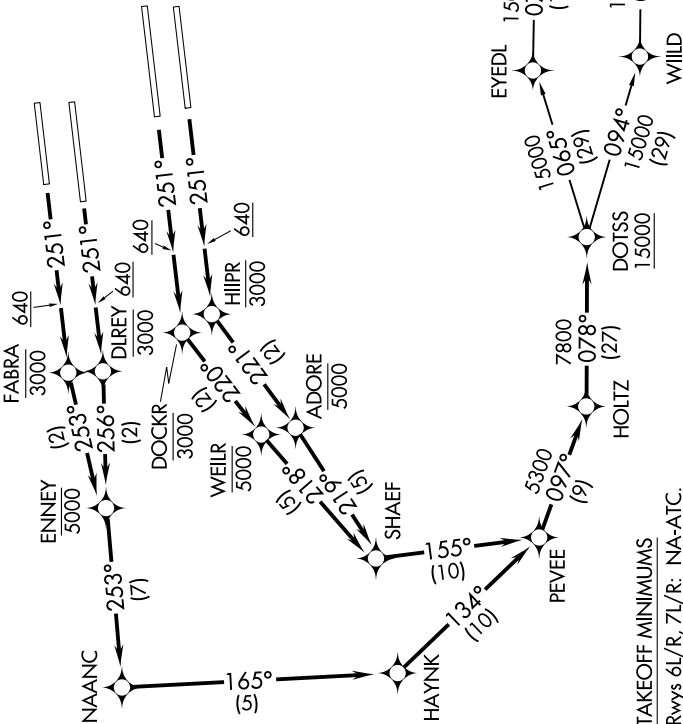 251°
251°
640
640
FABRA
3000
DLREY
3000
(2)
253°
256°
(2)
ENNEY
5000
253°
(7)
NAANC
165°
(5)
HAYNK
134°
(10)
251°
251°
640
640
HIIPR
3000
DOCKR
3000
220°
(2)
221°
(2)
WEILR
5000
ADORE
5000
218°
(5)
219°
(5)
SHAEF
155°
(10)
PEVEE
5300
097°
(9)
HOLTZ
7800
078°
(27)
DOTSS
15000
15000
065°
(29)
094°
15000
(29)
EYEDL
WIILD
TAKEOFF MINIMUMS
Rwys 6L/R, 7L/R: NA-ATC.